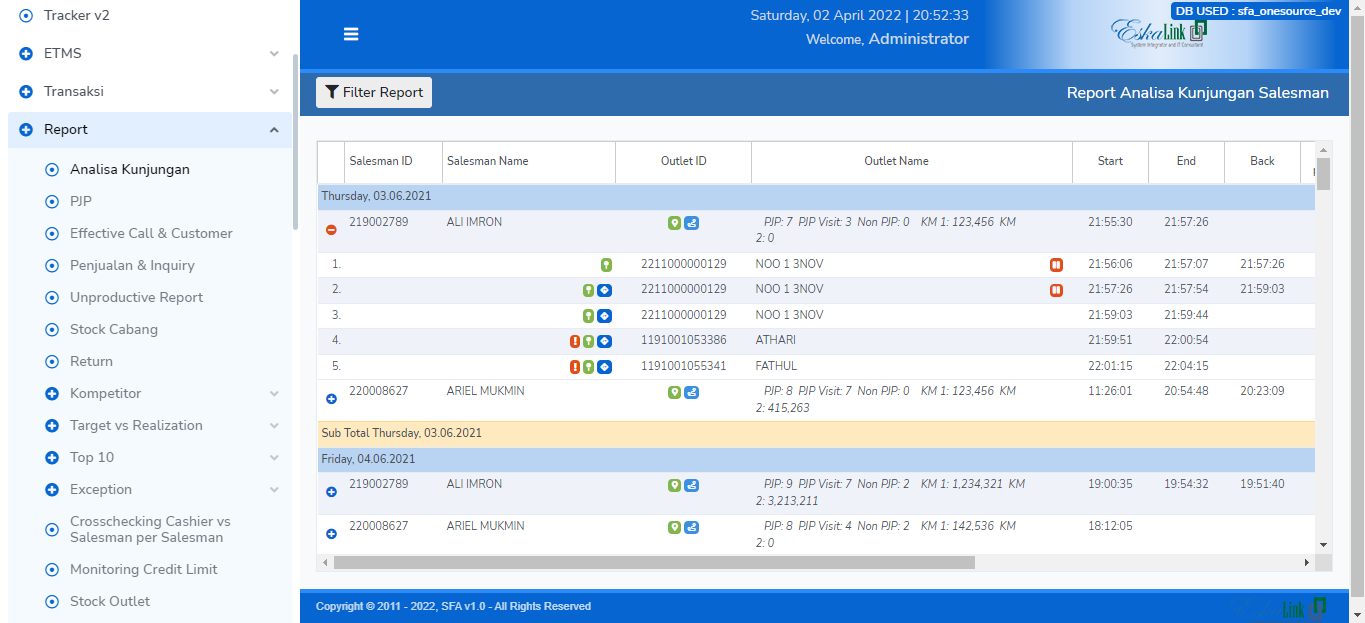 Tracker v2
ETMS
Transaksi
Report
Analisa Kunjungan
PJP
Effective Call & Customer
Penjualan & Inquiry
Unproductive Report
Stock Cabang
Return
Kompetitor
Target vs Realization
Top 10
Exception
Crosschecking Cashier vs
Salesman per Salesman
Monitoring Credit Limit
Stock Outlet
Saturday, 02 April 2022 | 20:52:33
Welcome, Administrator
DB USED : sfa_onesource_dev
EskaLink
System Integrator and IT Consultant
Filter Report
Report Analisa Kunjungan Salesman
Salesman ID Salesman Name Outlet ID Outlet Name Start End Back
Thursday, 03.06.2021
219002789 ALI IMRON PJP: 7 PJP Visit: 3 Non PJP: 0 KM 1: 123,456 KM 21:55:30 21:57:26
2: 0
1. 2211000000129 NOO 1 3NOV 21:56:06 21:57:07 21:57:26
2. 2211000000129 NOO 1 3NOV 21:57:26 21:57:54 21:59:03
3. 2211000000129 NOO 1 3NOV 21:59:03 21:59:44
4. 1191001053386 ATHARI 21:59:51 22:00:54
5. 1191001055341 FATHUL 22:01:15 22:04:15
220008627 ARIEL MUKMIN PJP: 8 PJP Visit: 7 Non PJP: 0 KM 1: 123,456 KM 11:26:01 20:54:48 20:23:09
2: 415,263
Sub Total Thursday, 03.06.2021
Friday, 04.06.2021
219002789 ALI IMRON PJP: 9 PJP Visit: 7 Non PJP: 2 KM 1: 1,234,321 KM 19:00:35 19:54:32 19:51:40
2: 3,213,211
220008627 ARIEL MUKMIN PJP: 8 PJP Visit: 4 Non PJP: 2 KM 1: 142,536 KM 18:12:05
2: 0
Copyright © 2011 - 2022, SFA v1.0 - All Rights Reserved
EskaLink